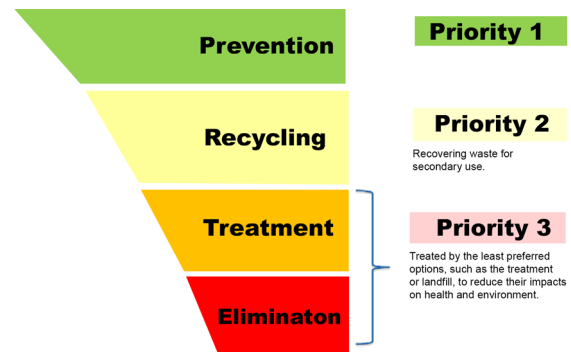 Prevention
Priority 1
Recycling
Priority 2
Recovering waste for
secondary use.
Treatment
Priority 3
Treated by the least preferred
options, such as the treatment
or landfill, to reduce their impacts
on health and environment.
Eliminaton